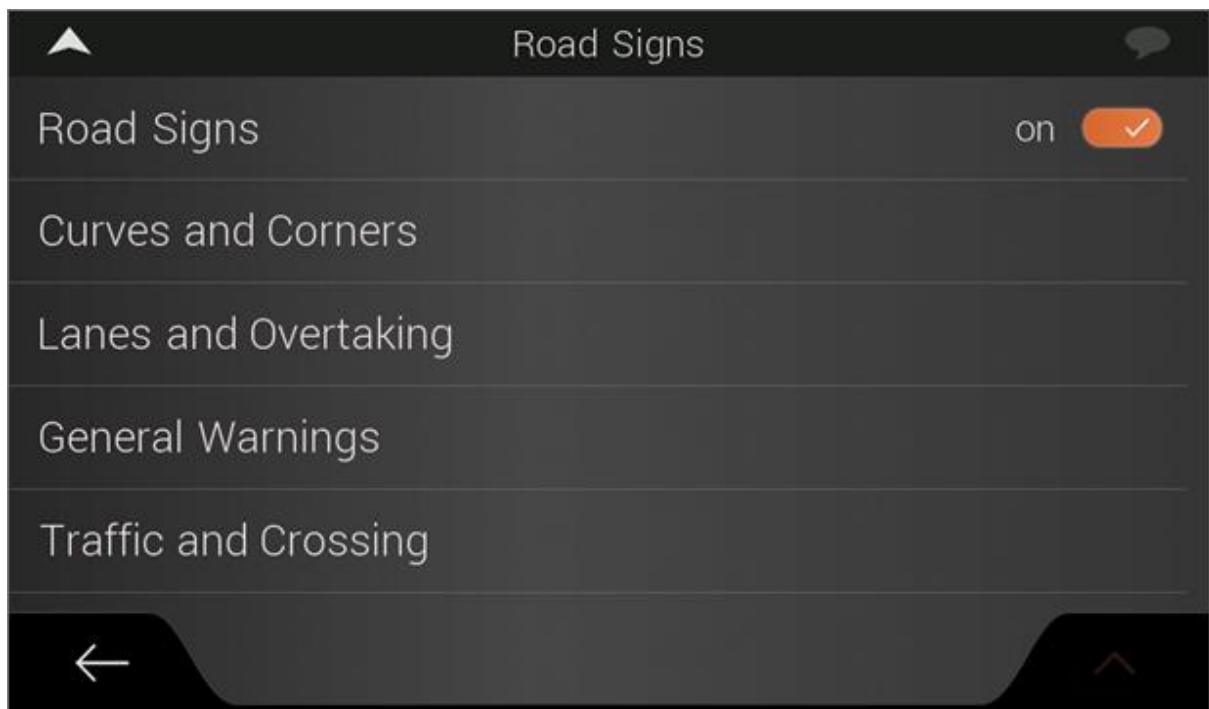 Road Signs
Road Signs on
Curves and Corners
Lanes and Overtaking
General Warnings
Traffic and Crossing